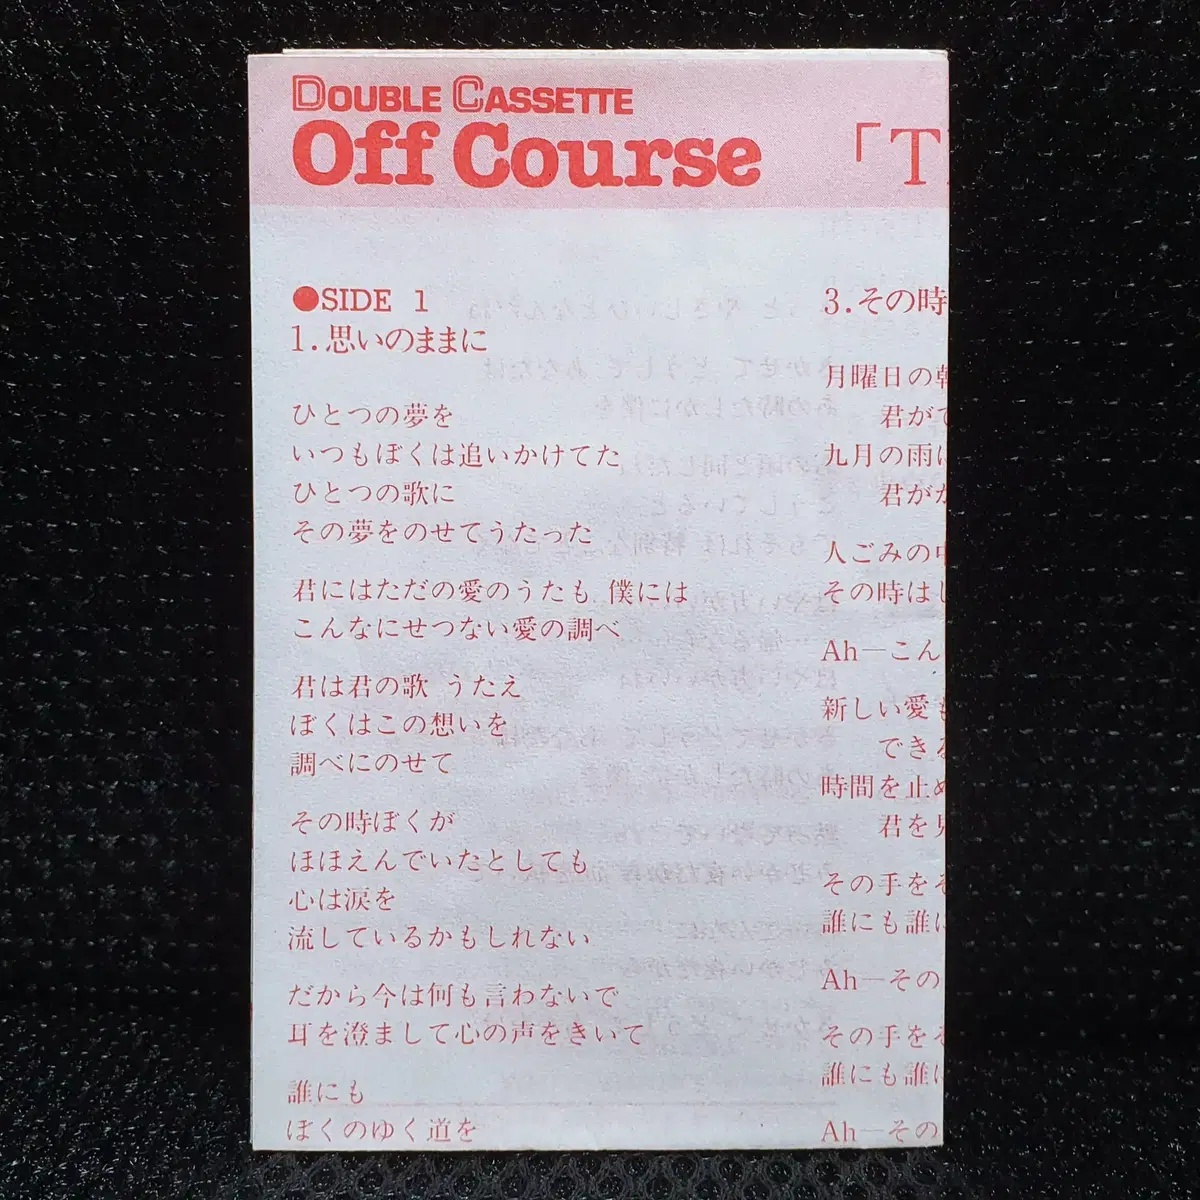 DOUBLE CASSETTE
Off Course 「T
●SIDE 1
1.思いのままに
ひとつの夢を
いつもぼくは追いかけてた
ひとつの歌に
その夢をのせてうたった
君にはただの愛のうたも 僕には
こんなにせつない愛の調べ
君は君の歌 うたえ
ぼくはこの想いを
調べにのせて
その時ぼくが
ほほえんでいたとしても
心は涙を
流しているかもしれない
だから今は何も言わないで
耳を澄まして心の声をきいて
誰にも
ぼくのゆく道を
3.その時
月曜日の朝
君がて
九月の雨は
君がか
人ごみの中
その時はし
Ah—こん
新しい愛も
できる
時間を止め
君を見
その手をそ
誰にも誰に
Ah—その
その手をそ
誰にも誰に
Ah—その